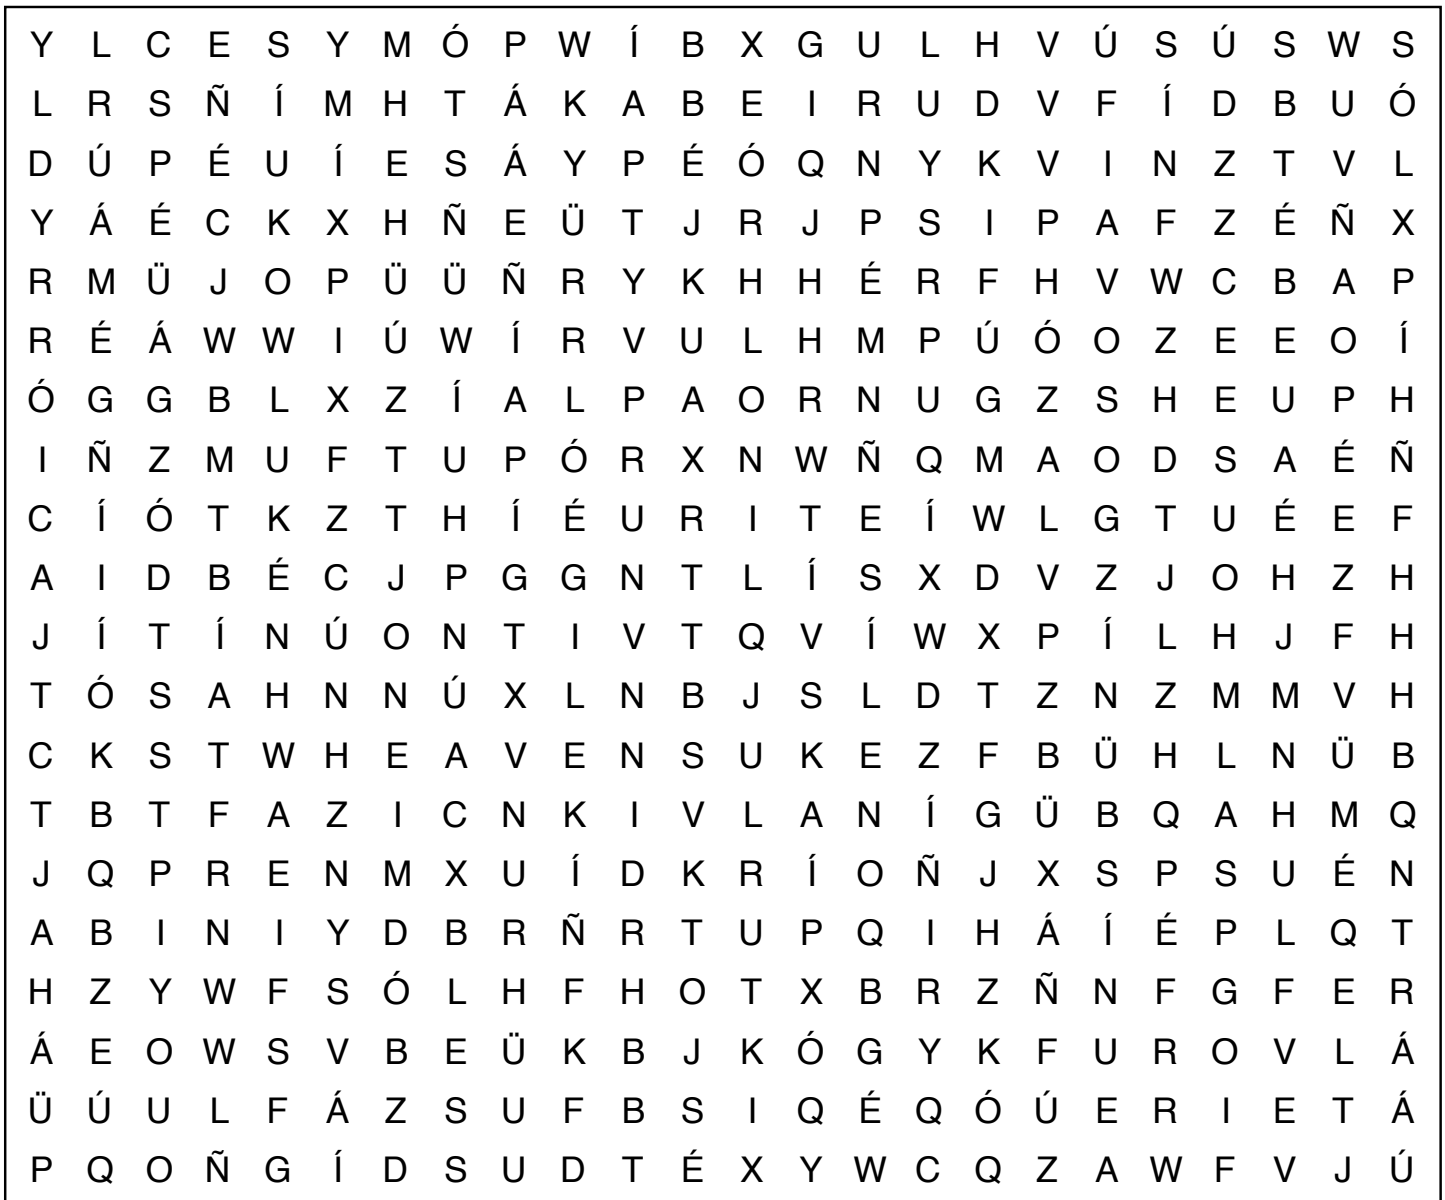 Y L C E S Y M Ó P W Í B X G U L H V Ú S Ú S W S
L R S Ñ Í M H T Á K A B E I R U D V F Í D B U Ó
D Ú P É U Í E S Á Y P É Ó Q N Y K V I N Z T V L
Y Á É C K X H Ñ E Ü T J R J P S I P A F Z É Ñ X
R M Ü J O P Ü Ü Ñ R Y K H H É R F H V W C B A P
R É Á W W I Ú W Í R V U L H M P Ú Ó O Z E E O Í
Ó G G B L X Z Í A L P A O R N U G Z S H E U P H
I Ñ Z M U F T U P Ó R X N W Ñ Q M A O D S A É Ñ
C Í Ó T K Z T H Í É U R I T E Í W L G T U É E F
A I D B É C J P G G N T L Í S X D V Z J O H Z H
J Í T Í N Ú O N T I V T Q V Í W X P Í L H J F H
T Ó S A H N N Ú X L N B J S L D T Z N Z M M V H
C K S T W H E A V E N S U K E Z F B Ü H L N Ü B
T B T F A Z I C N K I V L A N Í G Ü B Q A H M Q
J Q P R E N M X U Í D K R Í O Ñ J X S P S U É N
A B I N I Y D B R Ñ R T U P Q I H Á Í É P L Q T
H Z Y W F S Ó L H F H O T X B R Z Ñ N F G F E R
Á E O W S V B E Ü K B J K Ó G Y K F U R O V L Á
Ü Ú U L F Á Z S U F B S I Q É Q Ó Ú E R I E T Á
P Q O Ñ G Í D S U D T É X Y W C Q Z A W F V J Ú